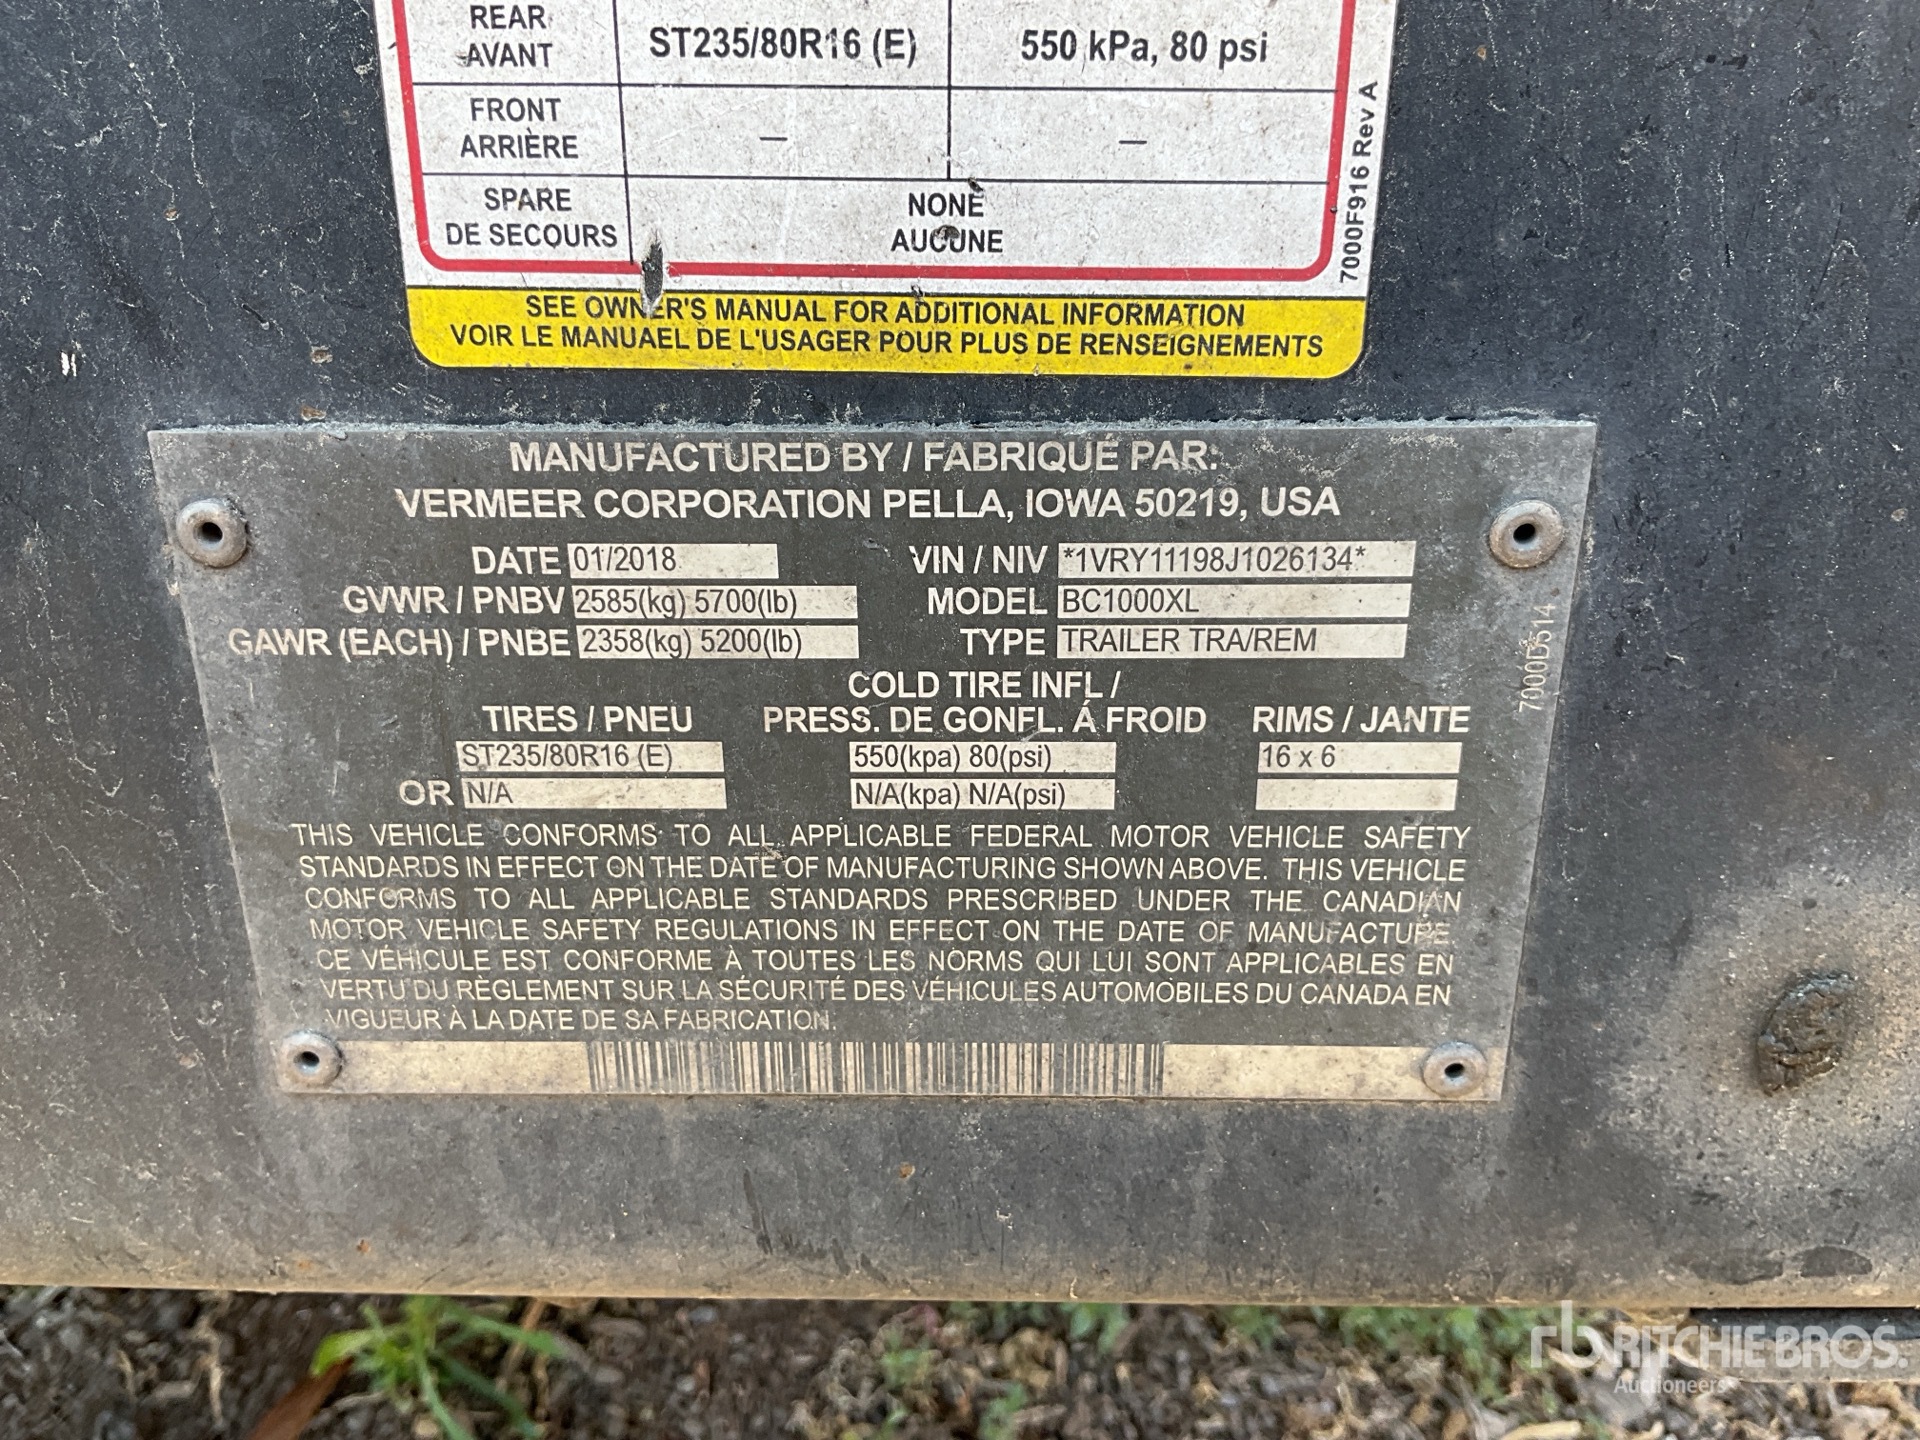 REAR
AVANT
ST235/80R16 (E)
550 kPa, 80 psi
FRONT
ARRIÈRE
—
—
SPARE
DE SECOURS
NONE
AUCUNE
7000F916 Rev A
SEE OWNER'S MANUAL FOR ADDITIONAL INFORMATION
VOIR LE MANUAEL DE L'USAGER POUR PLUS DE RENSEIGNEMENTS
MANUFACTURED BY / FABRIQUÉ PAR:
VERMEER CORPORATION PELLA, IOWA 50219, USA
DATE 01/2018 VIN / NIV *1VRY11198J1026134*
GVWR / PNBV 2585(kg) 5700(lb) MODEL BC1000XL
GAWR (EACH) / PNBE 2358(kg) 5200(lb) TYPE TRAILER TRA/REM
7000D514
COLD TIRE INFL /
TIRES / PNEU PRESS. DE GONFL. Á FROID RIMS / JANTE
ST235/80R16 (E) 550(kpa) 80(psi) 16 x 6
OR N/A N/A(kpa) N/A(psi)
THIS VEHICLE CONFORMS TO ALL APPLICABLE FEDERAL MOTOR VEHICLE SAFETY
STANDARDS IN EFFECT ON THE DATE OF MANUFACTURING SHOWN ABOVE. THIS VEHICLE
CONFORMS TO ALL APPLICABLE STANDARDS PRESCRIBED UNDER THE CANADIAN
MOTOR VEHICLE SAFETY REGULATIONS IN EFFECT ON THE DATE OF MANUFACTURE.
CE VÉHICULE EST CONFORME À TOUTES LES NORMS QUI LUI SONT APPLICABLES EN
VERTU DU RÈGLEMENT SUR LA SÉCURITÉ DES VÉHICULES AUTOMOBILES DU CANADA EN
VIGUEUR À LA DATE DE SA FABRICATION.
rb RITCHIE BROS.
Auctioneers